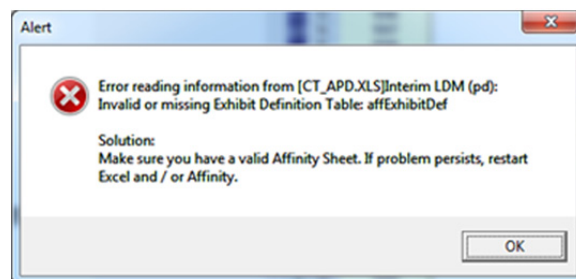 Alert
Error reading information from [CT_APD.XLS]Interim LDM (pd):
Invalid or missing Exhibit Definition Table: affExhibitDef
Solution:
Make sure you have a valid Affinity Sheet. If problem persists, restart
Excel and / or Affinity.
OK